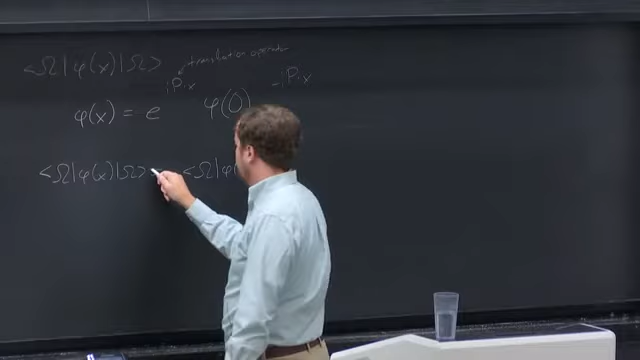 <Ω|φ(x)|Ω> translation operator
φ(x) = e^{iP·x} φ(0) e^{-iP·x}
<Ω|φ(x)|Ω> <Ω|φ(